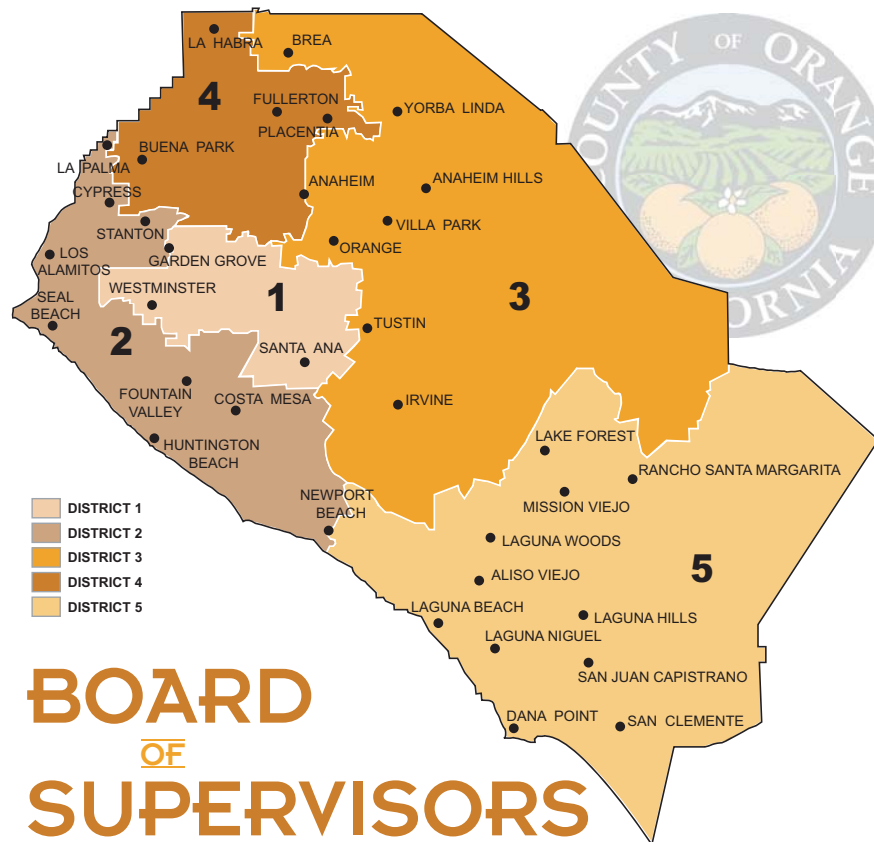 COUNTY OF ORANGE
CALIFORNIA
LA HABRA
BREA
4
FULLERTON
PLACENTIA
YORBA LINDA
BUENA PARK
LA PALMA
CYPRESS
ANAHEIM
ANAHEIM HILLS
STANTON
VILLA PARK
ORANGE
LOS
ALAMITOS
GARDEN GROVE
WESTMINSTER
1
3
SEAL
BEACH
2
TUSTIN
SANTA ANA
FOUNTAIN
VALLEY
COSTA MESA
IRVINE
HUNTINGTON
BEACH
LAKE FOREST
RANCHO SANTA MARGARITA
MISSION VIEJO
NEWPORT
BEACH
LAGUNA WOODS
5
ALISO VIEJO
LAGUNA BEACH
LAGUNA HILLS
LAGUNA NIGUEL
SAN JUAN CAPISTRANO
DANA POINT
SAN CLEMENTE
DISTRICT 1
DISTRICT 2
DISTRICT 3
DISTRICT 4
DISTRICT 5
BOARD
OF
SUPERVISORS